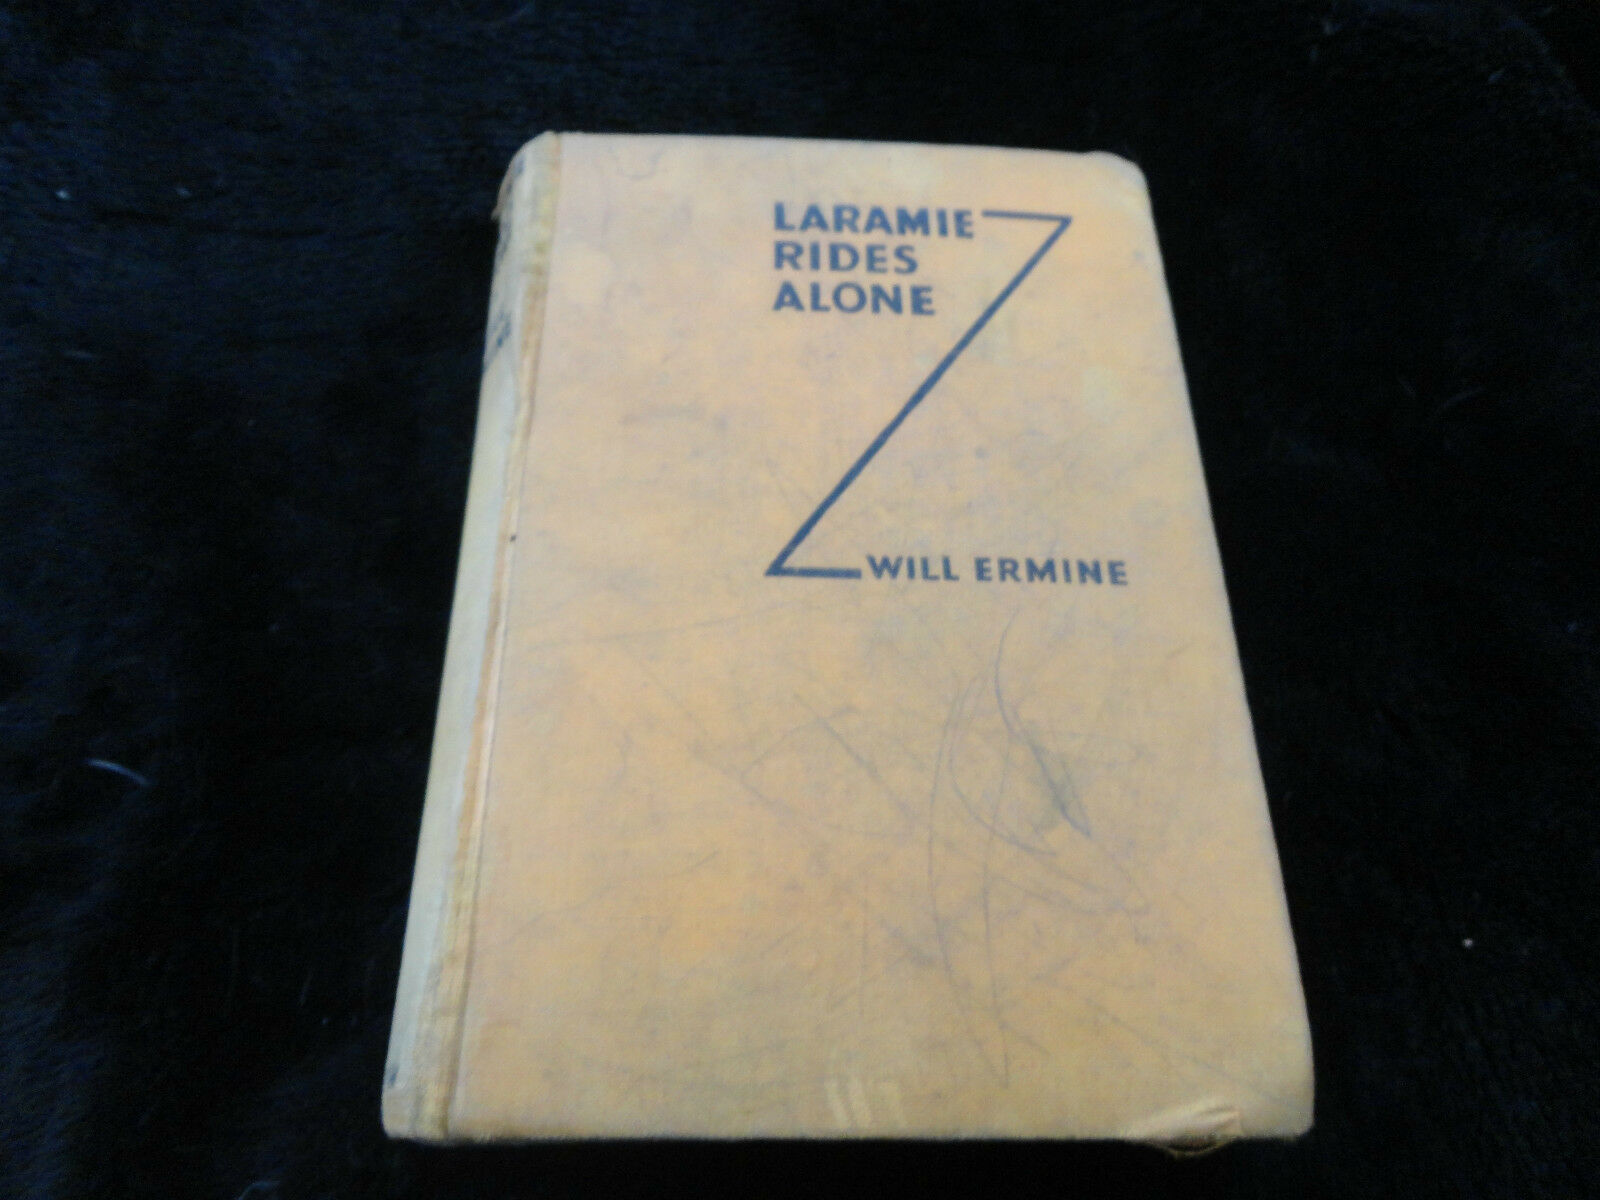 LARAMIE
RIDES
ALONE
WILL ERMINE